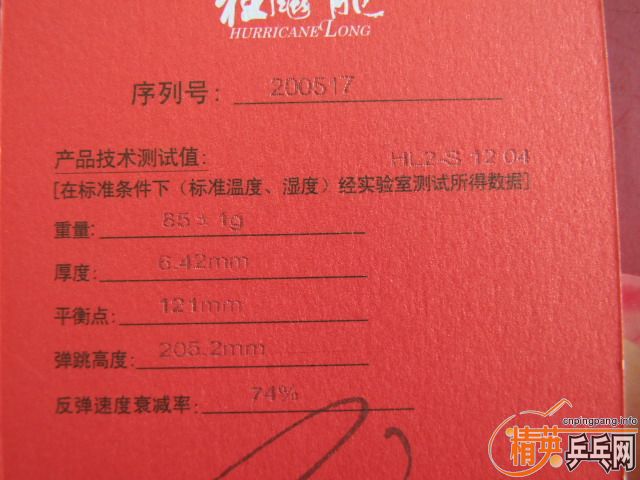 狂飚龍
HURRICANE LONG
序列号: 200517
产品技术测试值: HL2-S 12 04
[在标准条件下（标准温度、湿度）经实验室测试所得数据]
重量: 85±1g
厚度: 6.42mm
平衡点: 121mm
弹跳高度: 205.2mm
反弹速度衰减率: 74%
cnpingpang.info
精英乒乓网